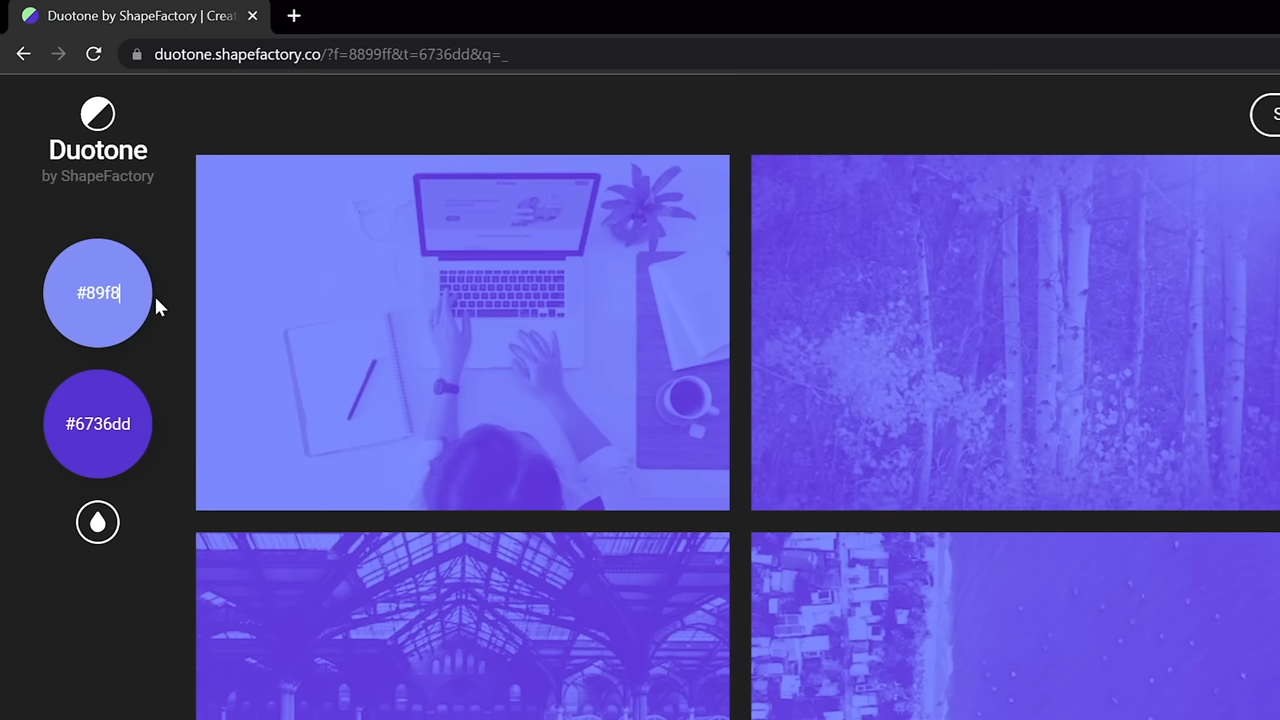 Duotone by ShapeFactory | Creat
duotone.shapefactory.co/?f=8899ff&t=6736dd&q=_
Duotone
by ShapeFactory
#89f8
#6736dd
S